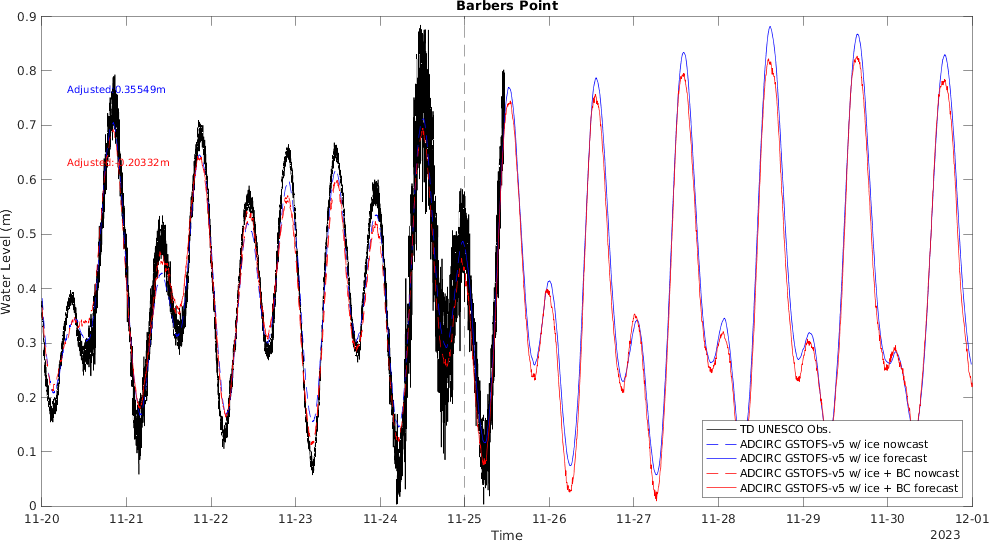 Barbers Point
0.9
0.8
0.7
0.6
0.5
0.4
0.3
0.2
0.1
0
Water Level (m)
Adjusted:0.35549m
Adjusted:-0.20332m
TD UNESCO Obs.
ADCIRC GSTOFS-v5 w/ ice nowcast
ADCIRC GSTOFS-v5 w/ ice forecast
ADCIRC GSTOFS-v5 w/ ice + BC nowcast
ADCIRC GSTOFS-v5 w/ ice + BC forecast
11-20 11-21 11-22 11-23 11-24 11-25 11-26 11-27 11-28 11-29 11-30 12-01
Time
2023